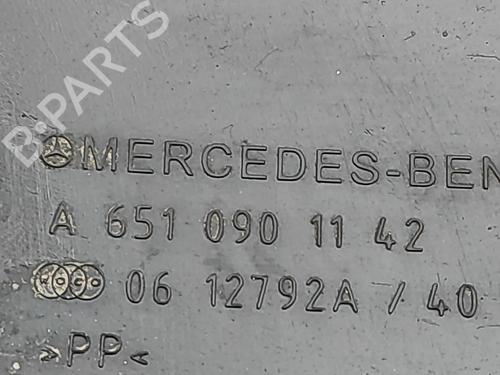 B-PARTS
MERCEDES-BEN
A 651 090 11 42
06 12792A / 40
>PP<